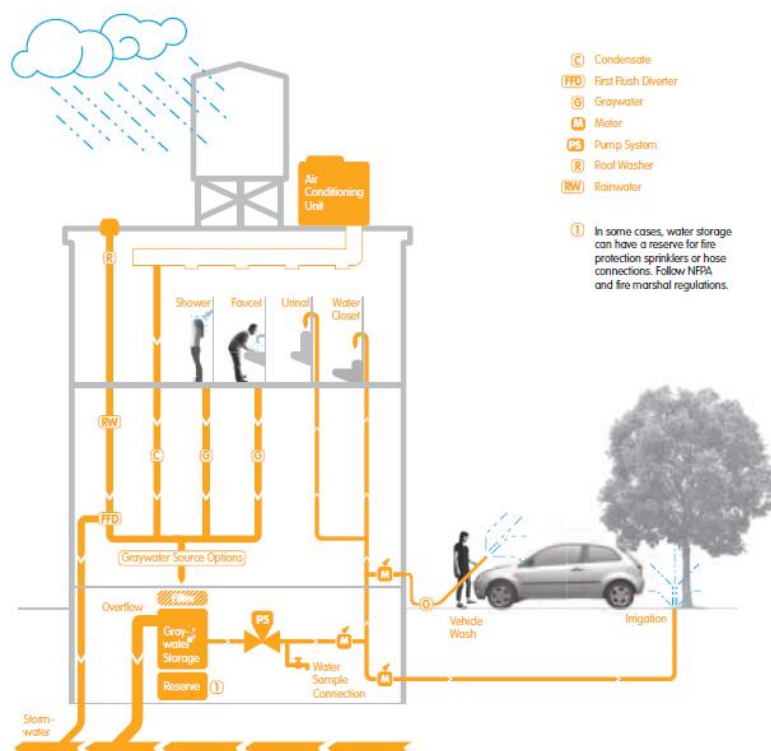 C Condensate
FFD First Flush Diverter
G Graywater
M Meter
PS Pump System
R Roof Washer
RW Rainwater
1 In some cases, water storage
can have a reserve for fire
protection sprinklers or hose
connections. Follow NFPA
and fire marshal regulations.
Air
Conditioning
Unit
R
Shower
Faucet
Urinal
Water
Closet
RW
C
G
G
FFD
Graywater Source Options
M
G
Vehicle
Wash
Irrigation
Overflow
Filter
Gray-
water
Storage
PS
M
Water
Sample
Connection
M
Reserve 1
Storm-
water